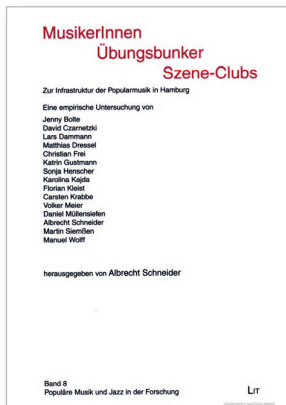 MusikerInnen
Übungsbunker
Szene-Clubs
Zur Infrastruktur der Popularmusik in Hamburg
Eine empirische Untersuchung von
Jenny Bolte
David Czarnetzki
Lars Dammann
Matthias Dressel
Christian Frei
Katrin Gustmann
Sonja Henscher
Karolina Kajda
Florian Kleist
Carsten Krabbe
Volker Meier
Daniel Müllensiefen
Albrecht Schneider
Martin Siemßen
Manuel Wolff
herausgegeben von Albrecht Schneider
Band 8
Populäre Musik und Jazz in der Forschung
LIT